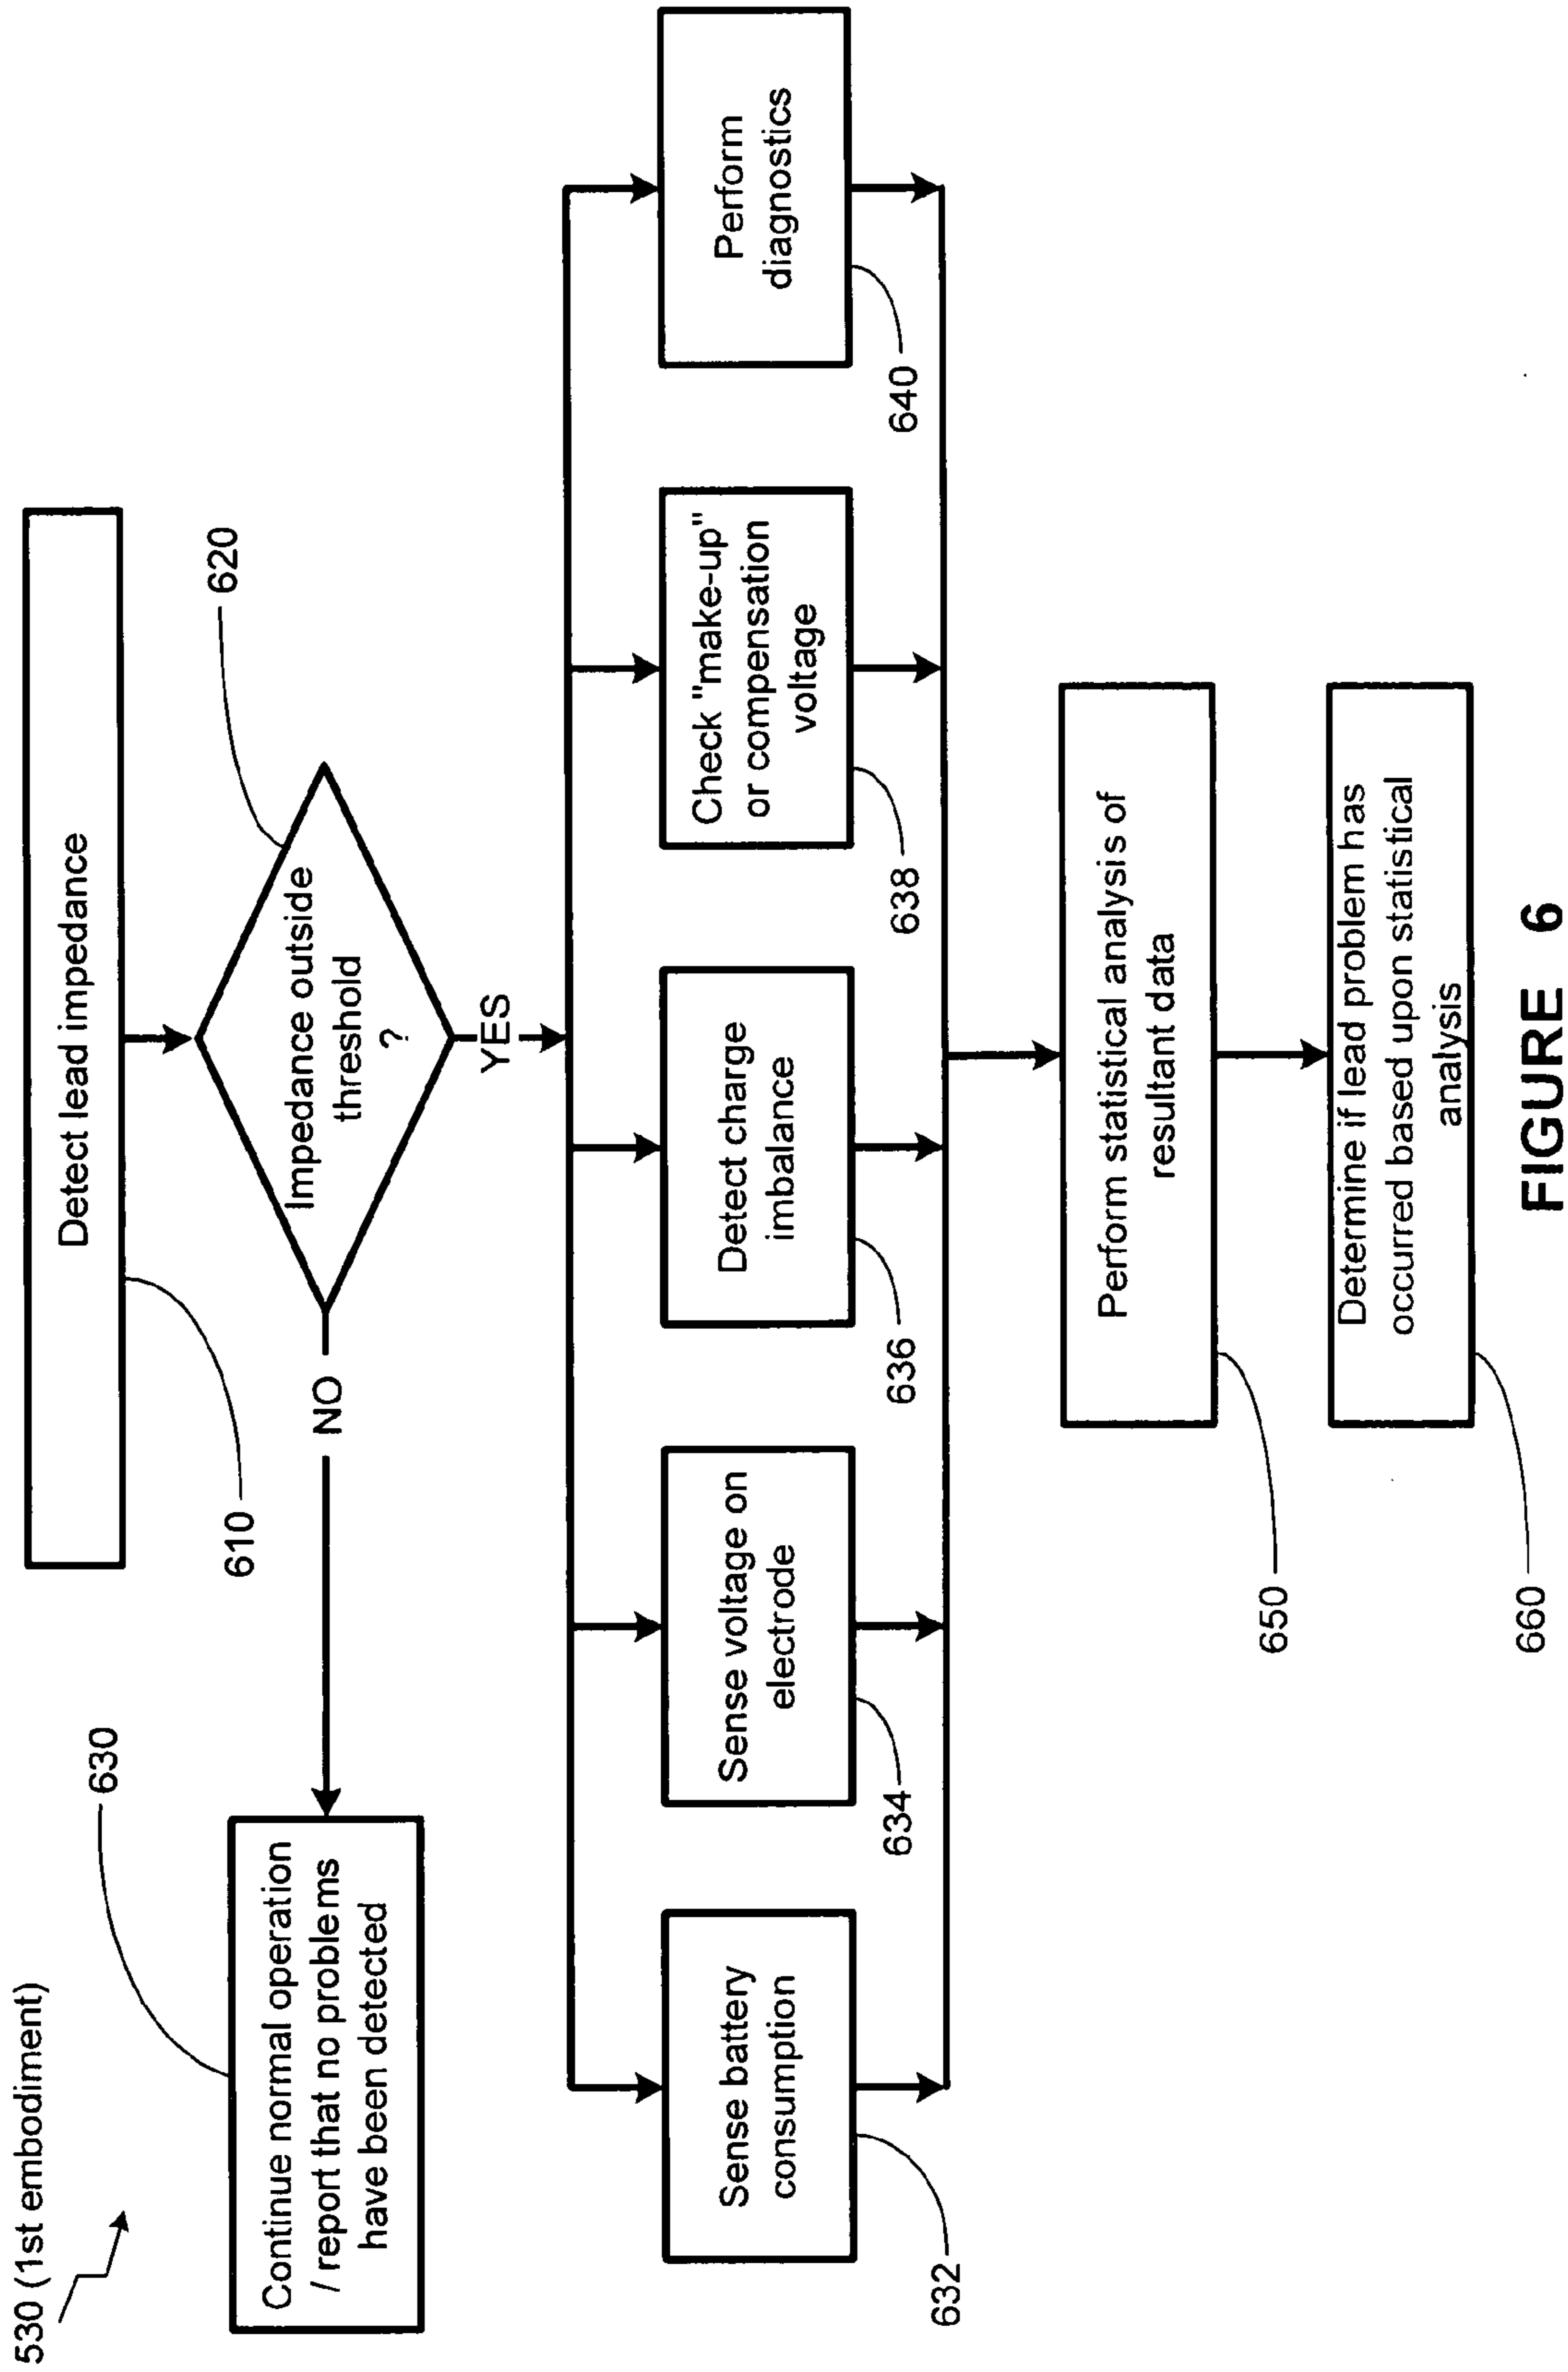 530 (1st embodiment)
Detect lead impedance
610
620
Impedance outside
threshold
?
NO
YES
630
Continue normal operation
/ report that no problems
have been detected
Sense battery
consumption
632
Sense voltage on
electrode
634
Detect charge
imbalance
636
Check "make-up"
or compensation
voltage
638
Perform
diagnostics
640
Perform statistical analysis of
resultant data
650
Determine if lead problem has
occurred based upon statistical
analysis
660
FIGURE 6